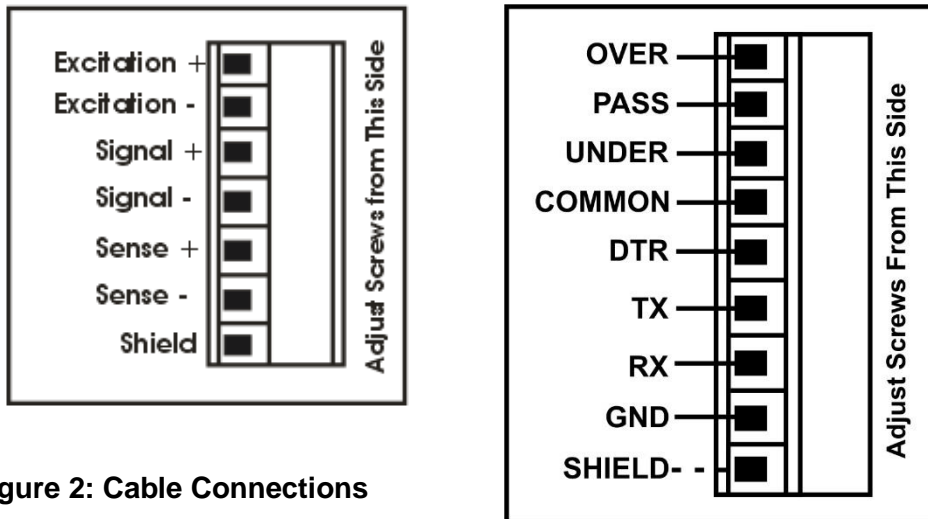 Excitation +
Excitation -
Signal +
Signal -
Sense +
Sense -
Shield
Adjust Screws from This Side
OVER
PASS
UNDER
COMMON
DTR
TX
RX
GND
SHIELD- -
Adjust Screws From This Side
gure 2: Cable Connections